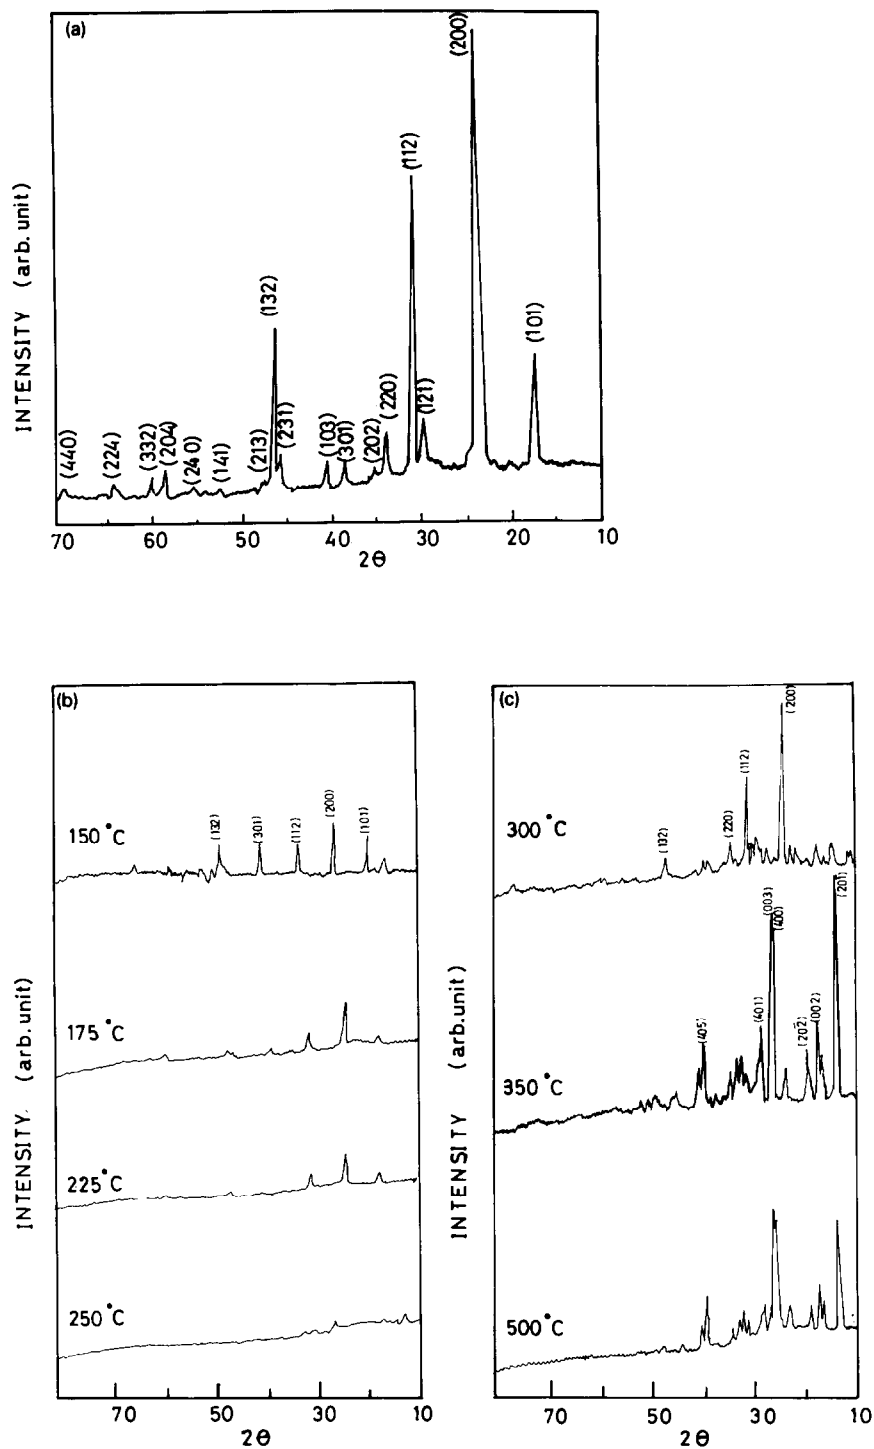 (a)
(200)
(112)
(132)
(101)
(440)
(224)
(332)
(204)
(240)
(141)
(213)
(231)
(103)
(301)
(202)
(220)
(121)
INTENSITY (arb. unit)
70 60 50 40 30 20 10
2θ
(b)
150°C
(132)
(301)
(112)
(200)
(101)
175°C
225°C
250°C
INTENSITY (arb.unit)
70 50 30 10
2θ
(c)
300°C
(132)
(220)
(112)
(200)
350°C
(405)
(401)
(003)
(400)
(202̄)
(002)
(201)
500°C
INTENSITY (arb.unit)
70 50 30 10
2θ